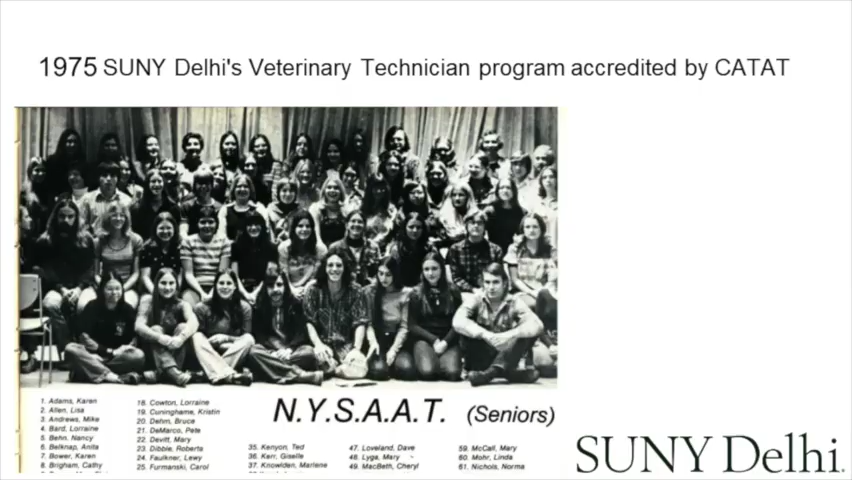 1975 SUNY Delhi's Veterinary Technician program accredited by CATAT
N.Y.S.A.A.T. (Seniors)
1. Adams, Karen
2. Allen, Lisa
3. Andrews, Mike
4. Bard, Lorraine
5. Behn, Nancy
6. Belknap, Anita
7. Bower, Karen
8. Brigham, Cathy
18. Cowton, Lorraine
19. Cuninghame, Kristin
20. Dehm, Bruce
21. DeMarco, Pete
22. Devitt, Mary
23. Dibble, Roberta
24. Faulkner, Lewy
25. Furmanski, Carol
35. Kenyon, Ted
36. Kerr, Giselle
37. Knowlden, Marlene
47. Loveland, Dave
48. Lyga, Mary
49. MacBeth, Cheryl
59. McCall, Mary
60. Mohr, Linda
61. Nichols, Norma
SUNY Delhi